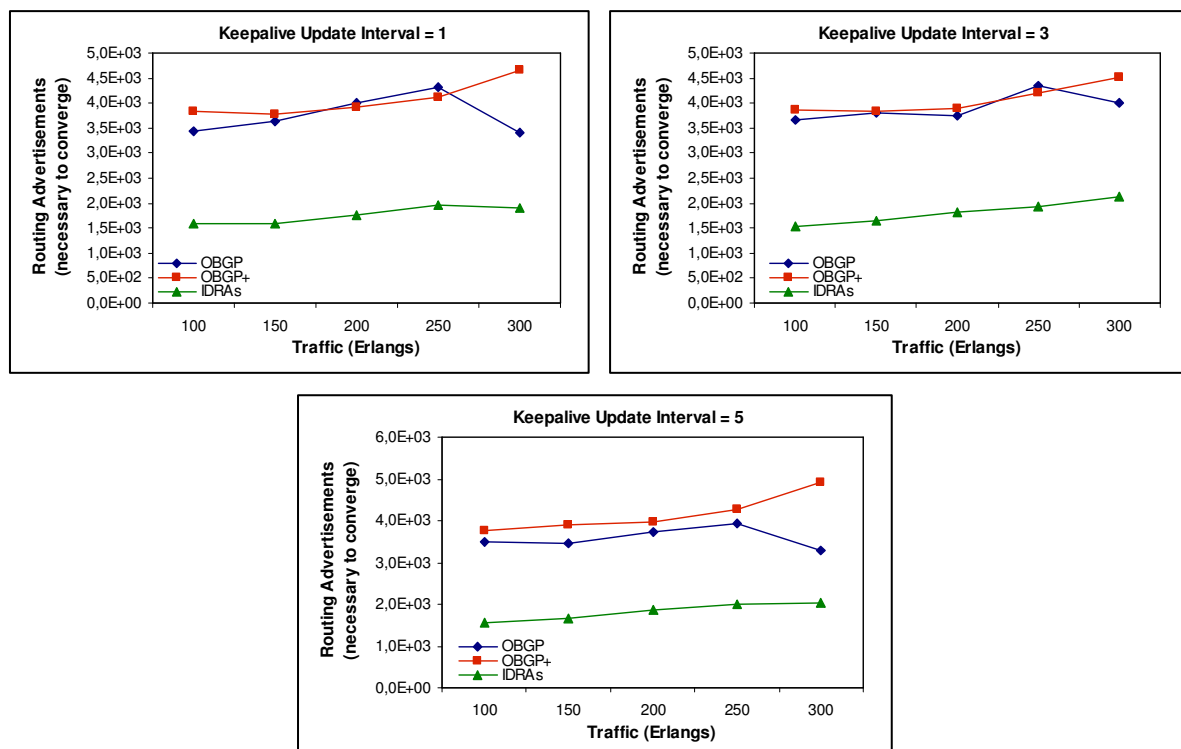 Keepalive Update Interval = 1
Routing Advertisements
(necessary to converge)
5,0E+03
4,5E+03
4,0E+03
3,5E+03
3,0E+03
2,5E+03
2,0E+03
1,5E+03
1,0E+03
5,0E+02
0,0E+00
OBGP
OBGP+
IDRAs
100 150 200 250 300
Traffic (Erlangs)
Keepalive Update Interval = 3
Routing Advertisements
(necessary to converge)
5,0E+03
4,5E+03
4,0E+03
3,5E+03
3,0E+03
2,5E+03
2,0E+03
1,5E+03
1,0E+03
5,0E+02
0,0E+00
OBGP
OBGP+
IDRAs
100 150 200 250 300
Traffic (Erlangs)
Keepalive Update Interval = 5
Routing Advertisements
(necessary to converge)
6,0E+03
5,0E+03
4,0E+03
3,0E+03
2,0E+03
1,0E+03
0,0E+00
OBGP
OBGP+
IDRAs
100 150 200 250 300
Traffic (Erlangs)